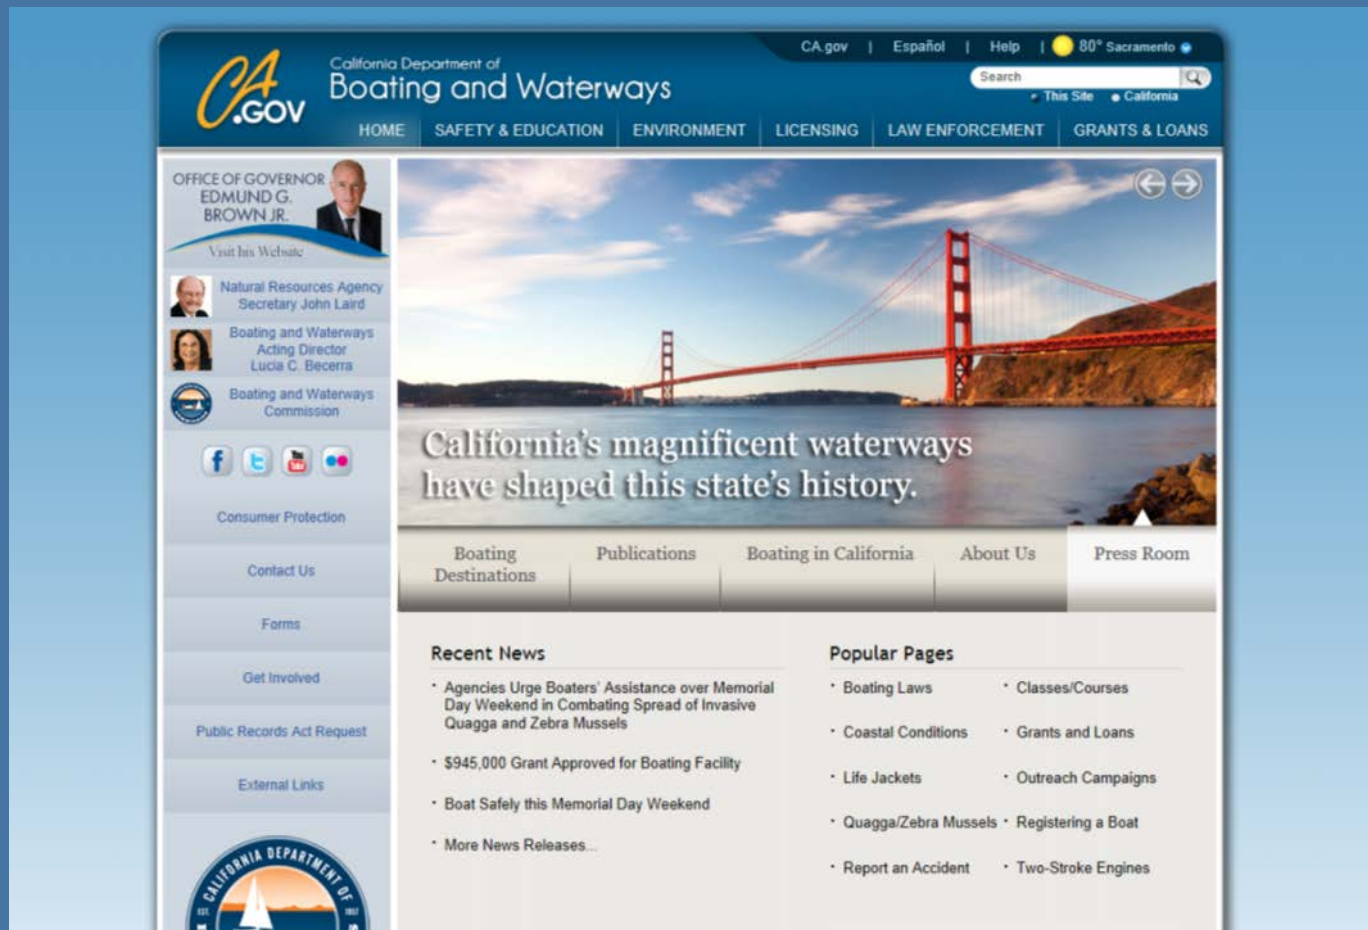 CA.gov | Español | Help | 80° Sacramento
CA
.GOV
California Department of
Boating and Waterways
Search
This Site California
HOME SAFETY & EDUCATION ENVIRONMENT LICENSING LAW ENFORCEMENT GRANTS & LOANS
OFFICE OF GOVERNOR
EDMUND G.
BROWN JR.
Visit his Website
Natural Resources Agency
Secretary John Laird
Boating and Waterways
Acting Director
Lucia C. Becerra
Boating and Waterways
Commission
Consumer Protection
Contact Us
Forms
Get Involved
Public Records Act Request
External Links
CALIFORNIA DEPARTMENT OF
EST. 1957
California's magnificent waterways
have shaped this state's history.
Boating
Destinations
Publications
Boating in California
About Us
Press Room
Recent News
· Agencies Urge Boaters' Assistance over Memorial
Day Weekend in Combating Spread of Invasive
Quagga and Zebra Mussels
· $945,000 Grant Approved for Boating Facility
· Boat Safely this Memorial Day Weekend
· More News Releases...
Popular Pages
· Boating Laws
· Coastal Conditions
· Life Jackets
· Quagga/Zebra Mussels
· Report an Accident
· Classes/Courses
· Grants and Loans
· Outreach Campaigns
· Registering a Boat
· Two-Stroke Engines